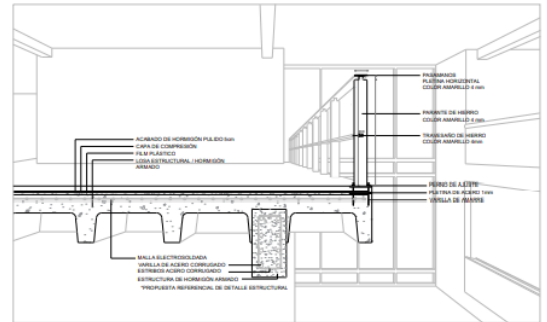 PASAMANOS
PLETINA HORIZONTAL
COLOR AMARILLO 4 mm
PARANTE DE HIERRO
COLOR AMARILLO 4 mm
TRAVESAÑO DE HIERRO
COLOR AMARILLO 4mm
ACABADO DE HORMIGÓN PULIDO
CAPA DE COMPRESIÓN
FILM PLÁSTICO
LOSA ESTRUCTURAL / HORMIGÓN
ARMADO
PERNO DE AJUSTE
PLETINA DE ACERO
VARILLA DE AMARRE
MALLA ELECTROSOLDADA
VARILLA DE ACERO CORRUGADO
ESTRIBOS ACERO CORRUGADO
ESTRUCTURA DE HORMIGÓN ARMADO
*PROPUESTA REFERENCIAL DE DETALLE ESTRUCTURAL